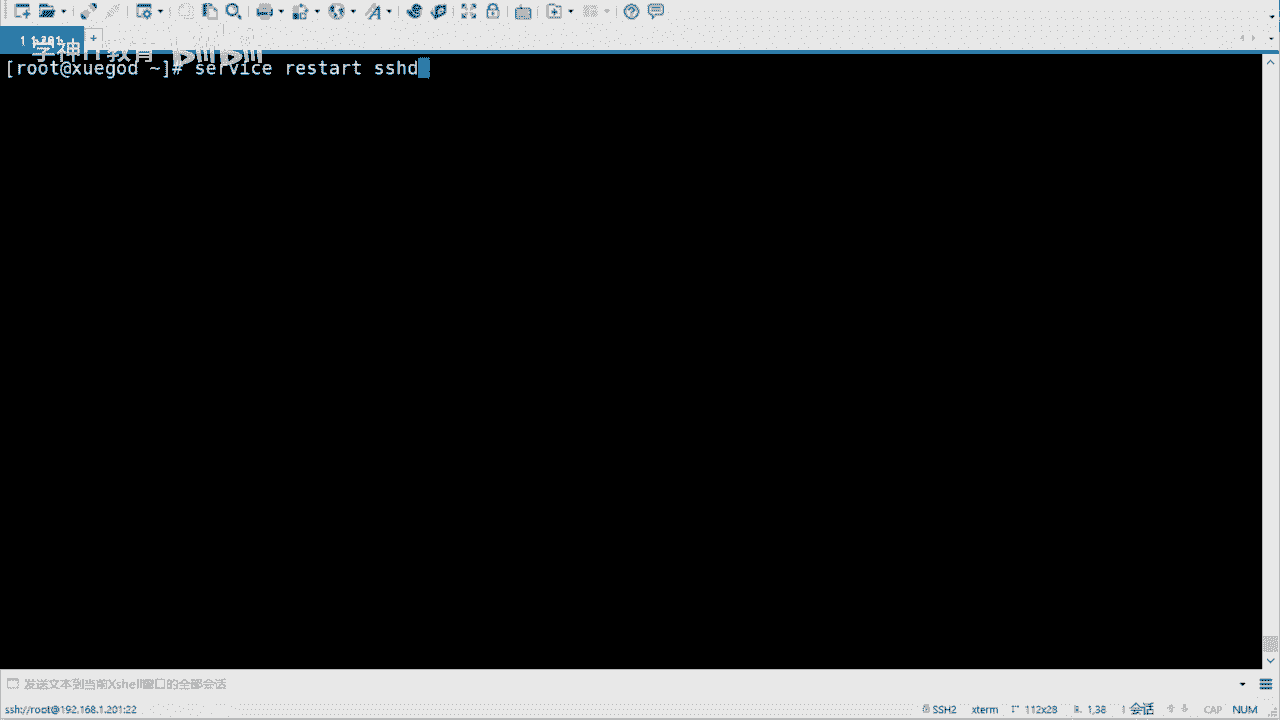 1 1.201
+
学神IT教育 bilibili
[root@xuegod ~]# service restart sshd
发送文本到当前Xshell窗口的全部会话
ssh://root@192.168.1.201:22
SSH2 xterm 112x28 1,38 1 会话 CAP NUM